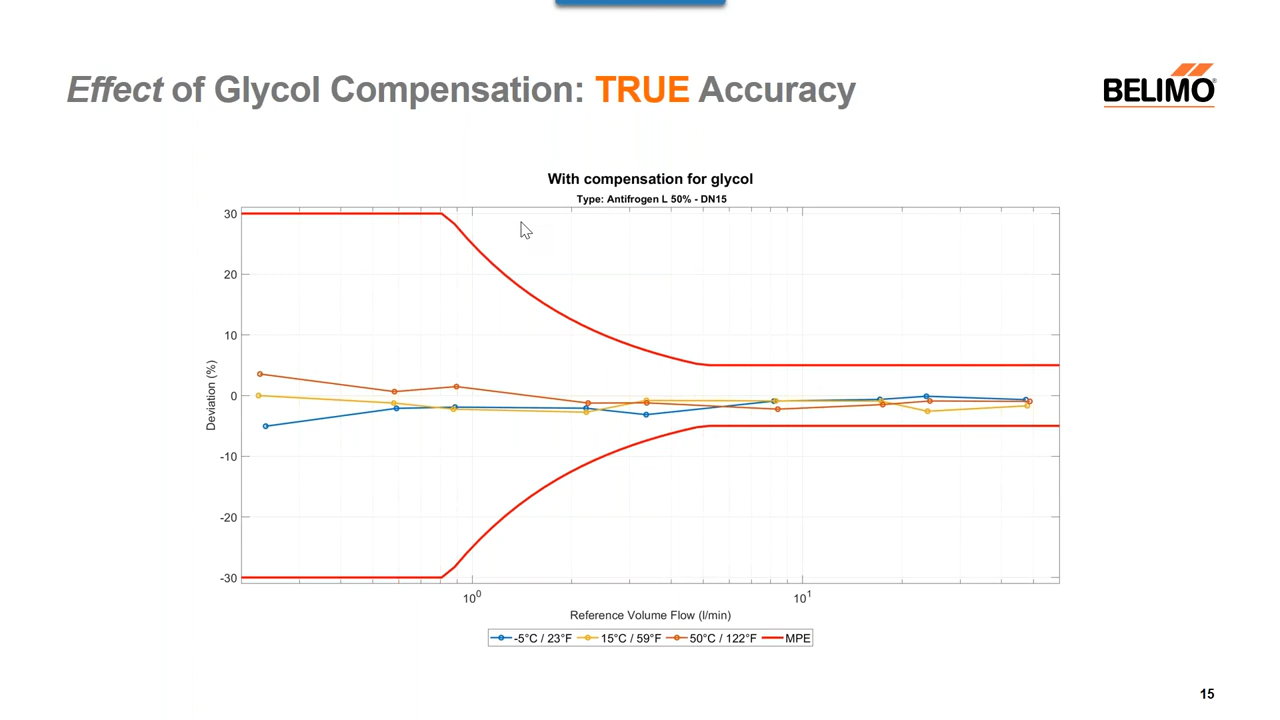 Effect of Glycol Compensation: TRUE Accuracy
BELIMO
With compensation for glycol
Type: Antifrogen L 50% - DN15
30
20
10
0
-10
-20
-30
Deviation (%)
10⁰
10¹
Reference Volume Flow (l/min)
-5°C / 23°F
15°C / 59°F
50°C / 122°F
MPE
15